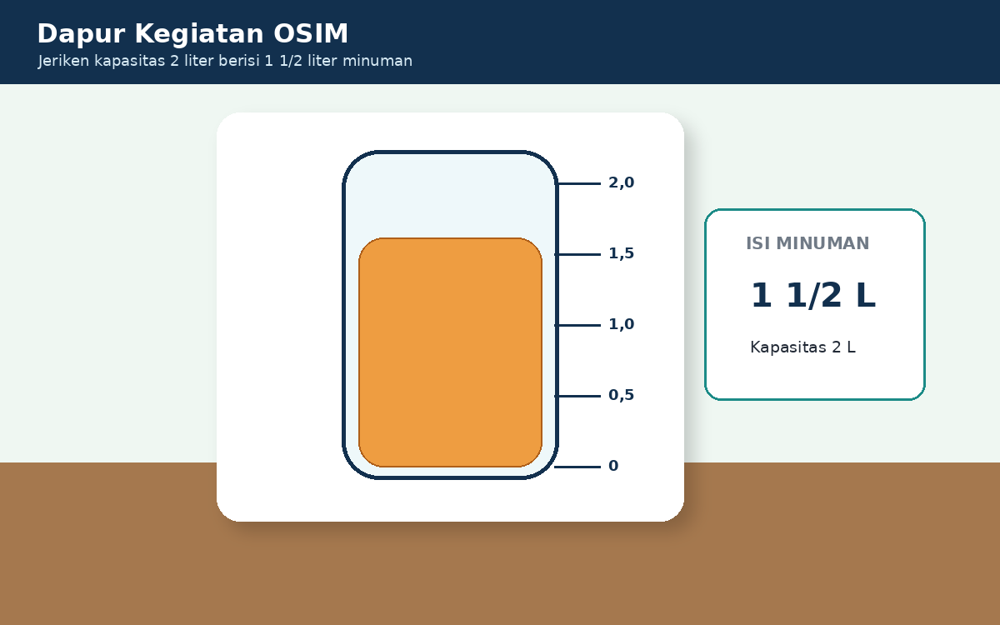 Dapur Kegiatan OSIM
Jeriken kapasitas 2 liter berisi 1 1/2 liter minuman
2,0
1,5
1,0
0,5
0
ISI MINUMAN
1 1/2 L
Kapasitas 2 L